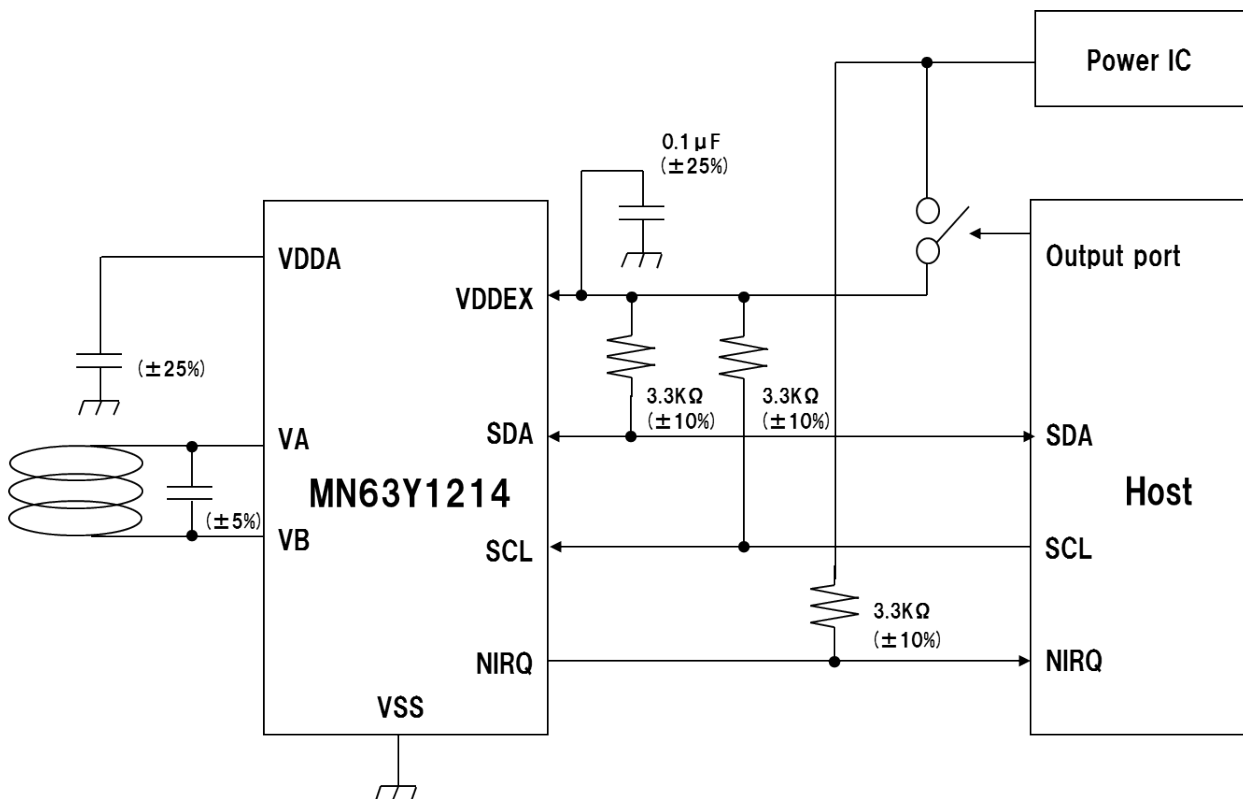 Power IC
0.1μF
(±25%)
VDDA
Output port
VDDEX
(±25%)
3.3KΩ
(±10%)
3.3KΩ
(±10%)
VA
SDA
SDA
MN63Y1214
Host
(±5%)
VB
SCL
SCL
3.3KΩ
(±10%)
NIRQ
NIRQ
VSS